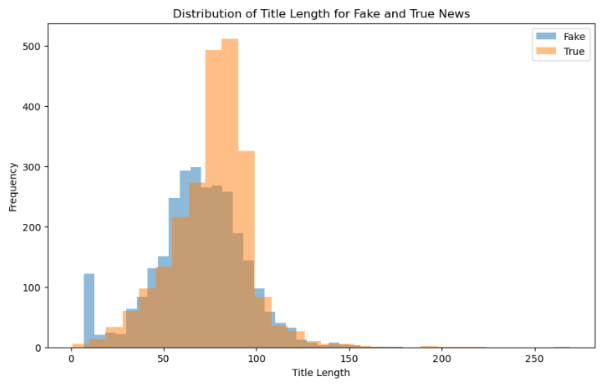 Distribution of Title Length for Fake and True News
Fake
True
500
400
300
200
100
0
Frequency
0 50 100 150 200 250
Title Length